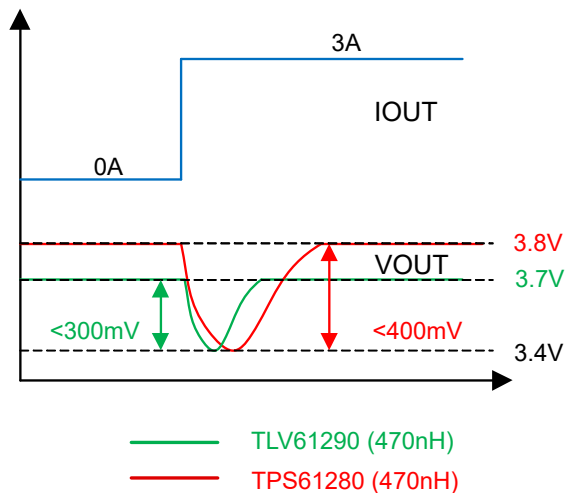 3A
IOUT
0A
3.8V
VOUT
3.7V
<300mV
<400mV
3.4V
TLV61290 (470nH)
TPS61280 (470nH)